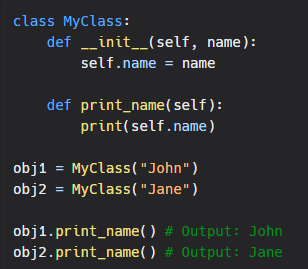 class MyClass:
    def __init__(self, name):
        self.name = name

    def print_name(self):
        print(self.name)

obj1 = MyClass("John")
obj2 = MyClass("Jane")

obj1.print_name() # Output: John
obj2.print_name() # Output: Jane